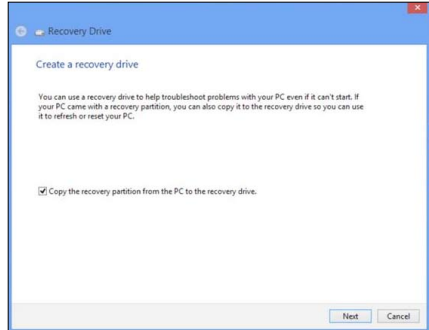 Recovery Drive
Create a recovery drive
You can use a recovery drive to help troubleshoot problems with your PC even if it can't start. If
your PC came with a recovery partition, you can also copy it to the recovery drive so you can use
it to refresh or reset your PC.
Copy the recovery partition from the PC to the recovery drive.
Next Cancel